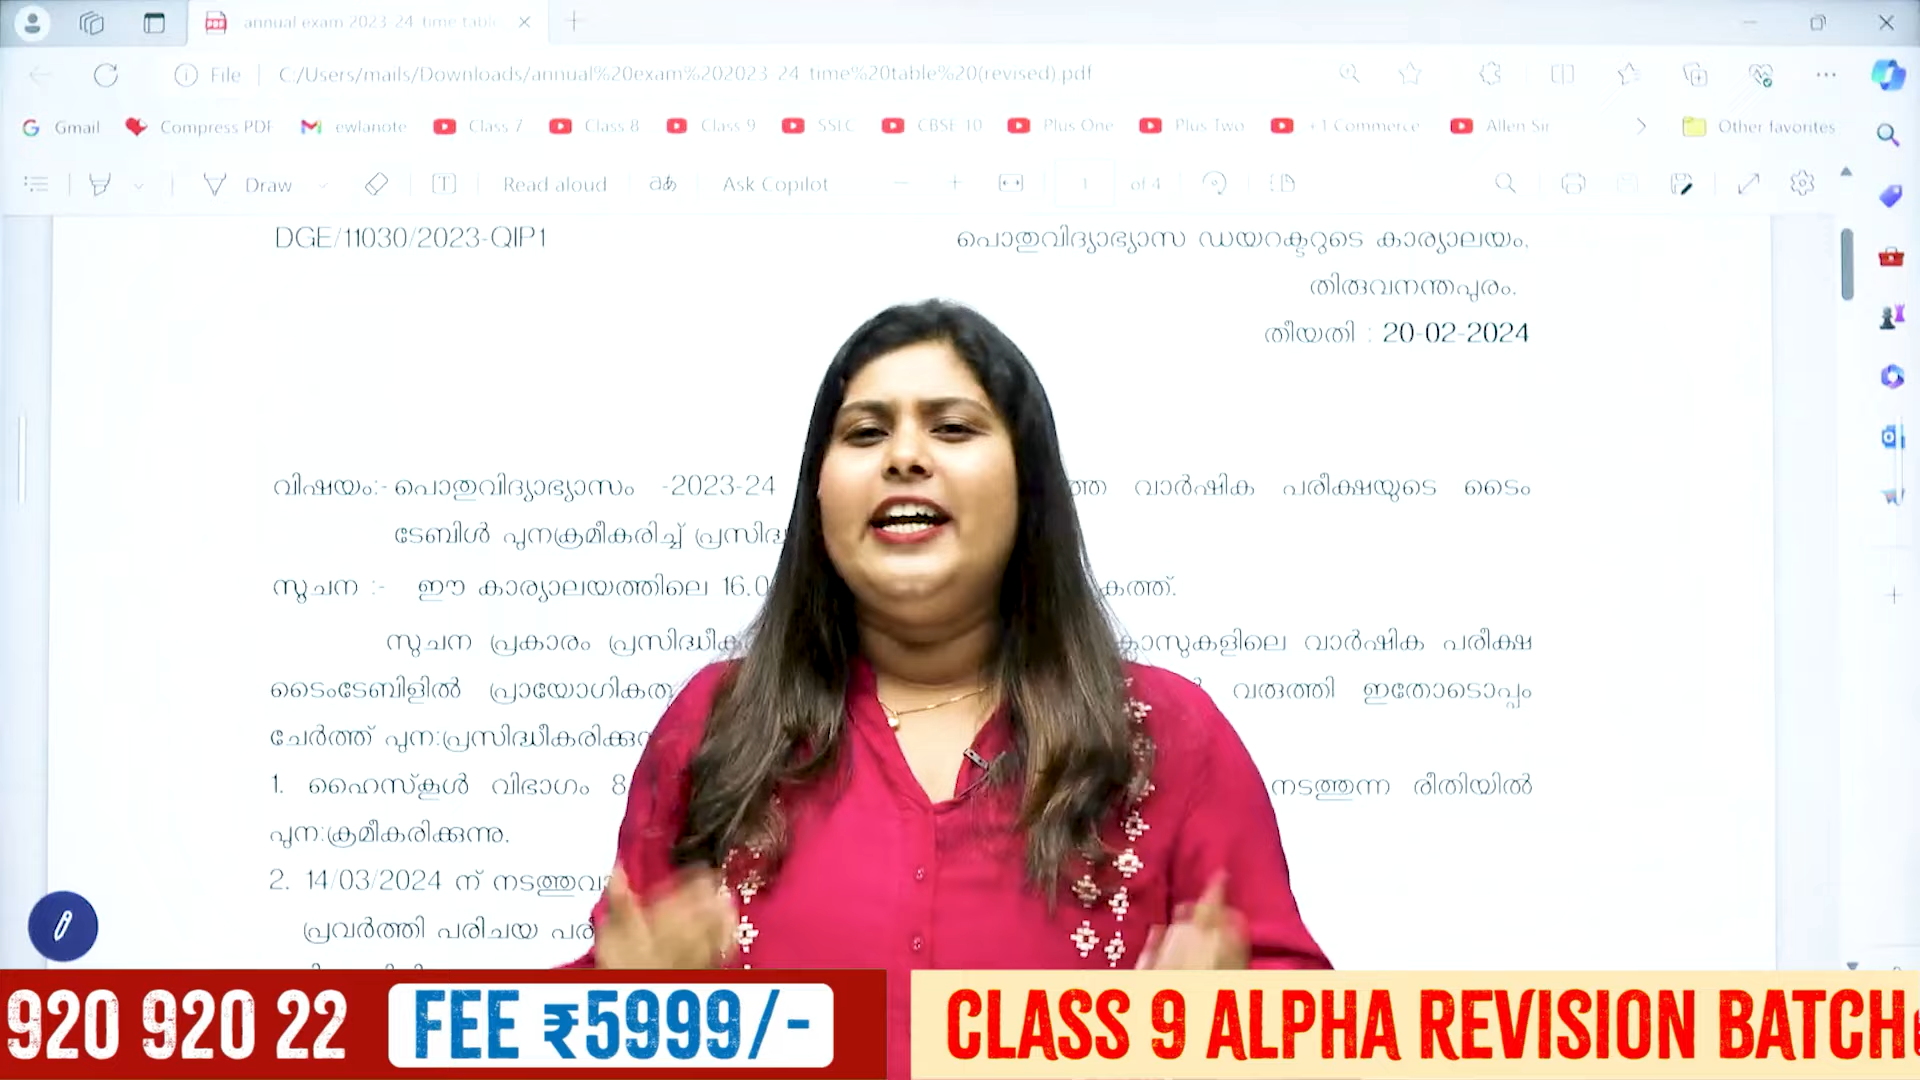 annual exam 2023-24 time table
File
C:/Users/mails/Downloads/annual%20exam%202023-24 time%20table%20(revised).pdf
Gmail Compress PDF ewlanote Class 7 Class 8 Class 9 SSLC CBSE 10 Plus One Plus Two +1 Commerce Allen Sir Other favorites
Draw Read aloud Ask Copilot 1 of 4
DGE/11030/2023-QIP1 പൊതുവിദ്യാഭ്യാസ ഡയറക്ടറുടെ കാര്യാലയം,
തിരുവനന്തപുരം.
തീയതി : 20-02-2024
വിഷയം:- പൊതുവിദ്യാഭ്യാസം -2023-24 വാർഷിക പരീക്ഷയുടെ ടൈം
ടേബിൾ പുനക്രമീകരിച്ച്
സൂചന :- ഈ കാര്യാലയത്തിലെ 16.0 കത്ത്.
സൂചന പ്രകാരം ക്ലാസുകളിലെ വാർഷിക പരീക്ഷ
ടൈംടേബിളിൽ വരുത്തി ഇതോടൊപ്പം
ചേർത്ത്
1. ഹൈസ്കൂൾ വിഭാഗം 8 നടത്തുന്ന രീതിയിൽ
പുന:ക്രമീകരിക്കുന്നു.
2. 14/03/2024 ന്
പ്രവർത്തി പരിചയ
920 920 22 FEE ₹5999/- CLASS 9 ALPHA REVISION BATCH